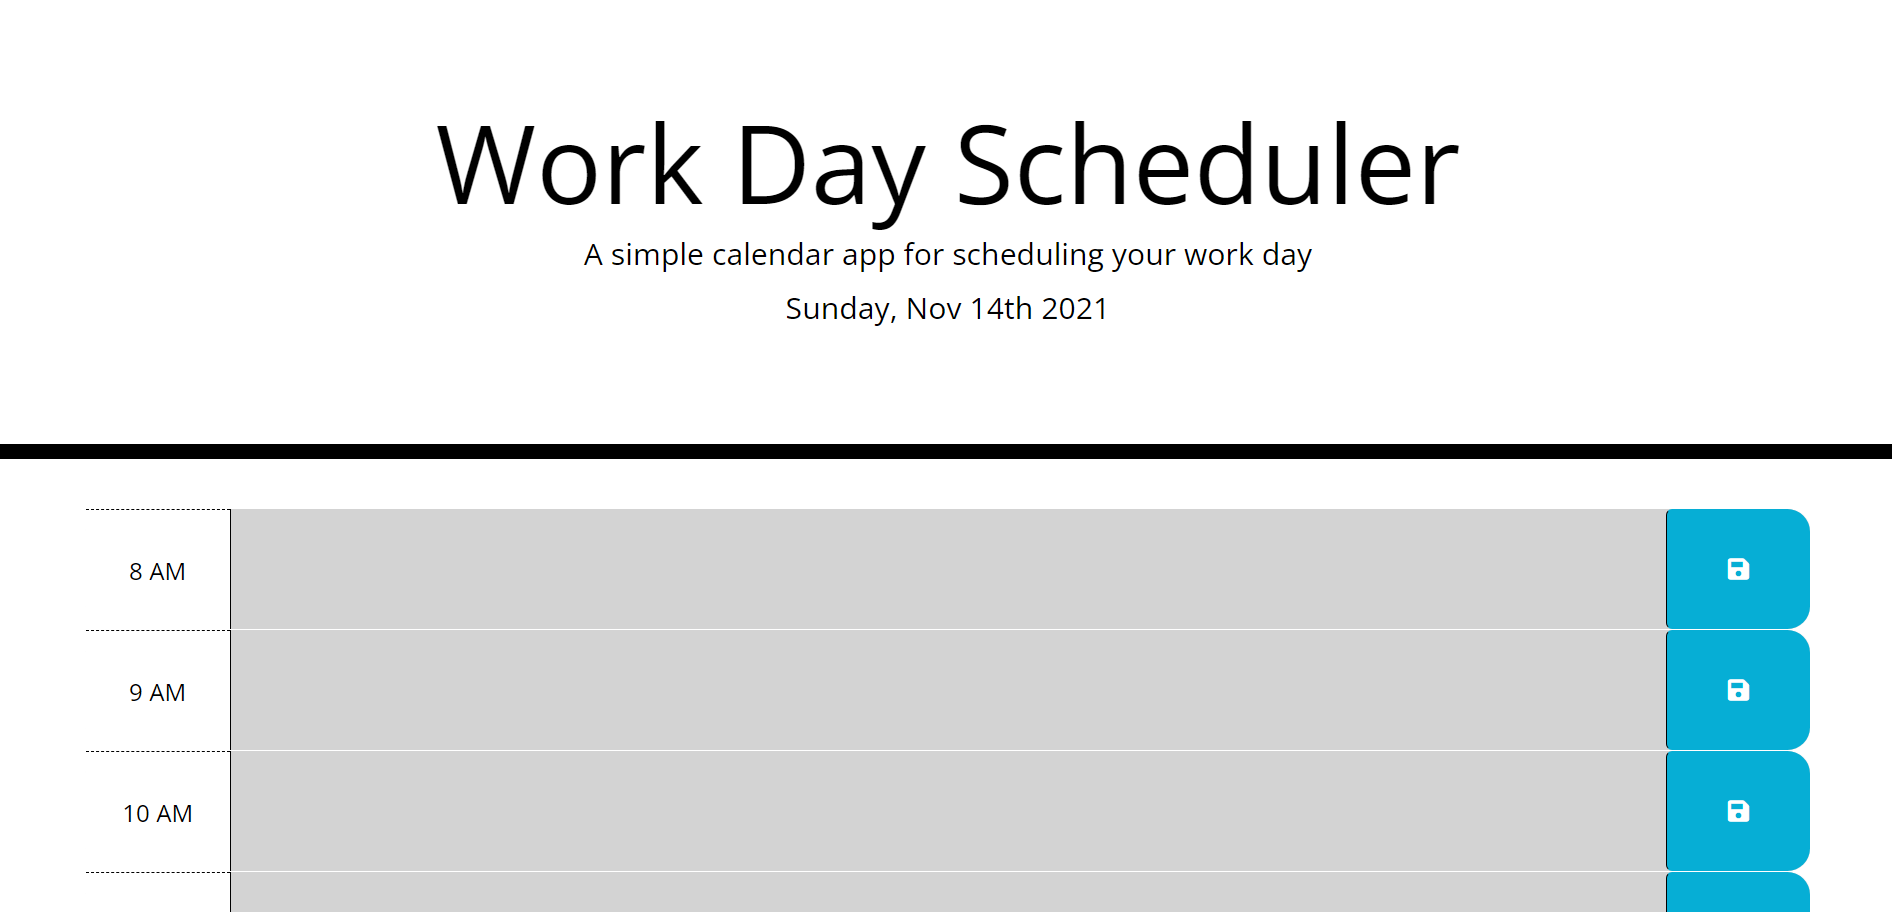 Work Day Scheduler
A simple calendar app for scheduling your work day
Sunday, Nov 14th 2021
8 AM
9 AM
10 AM